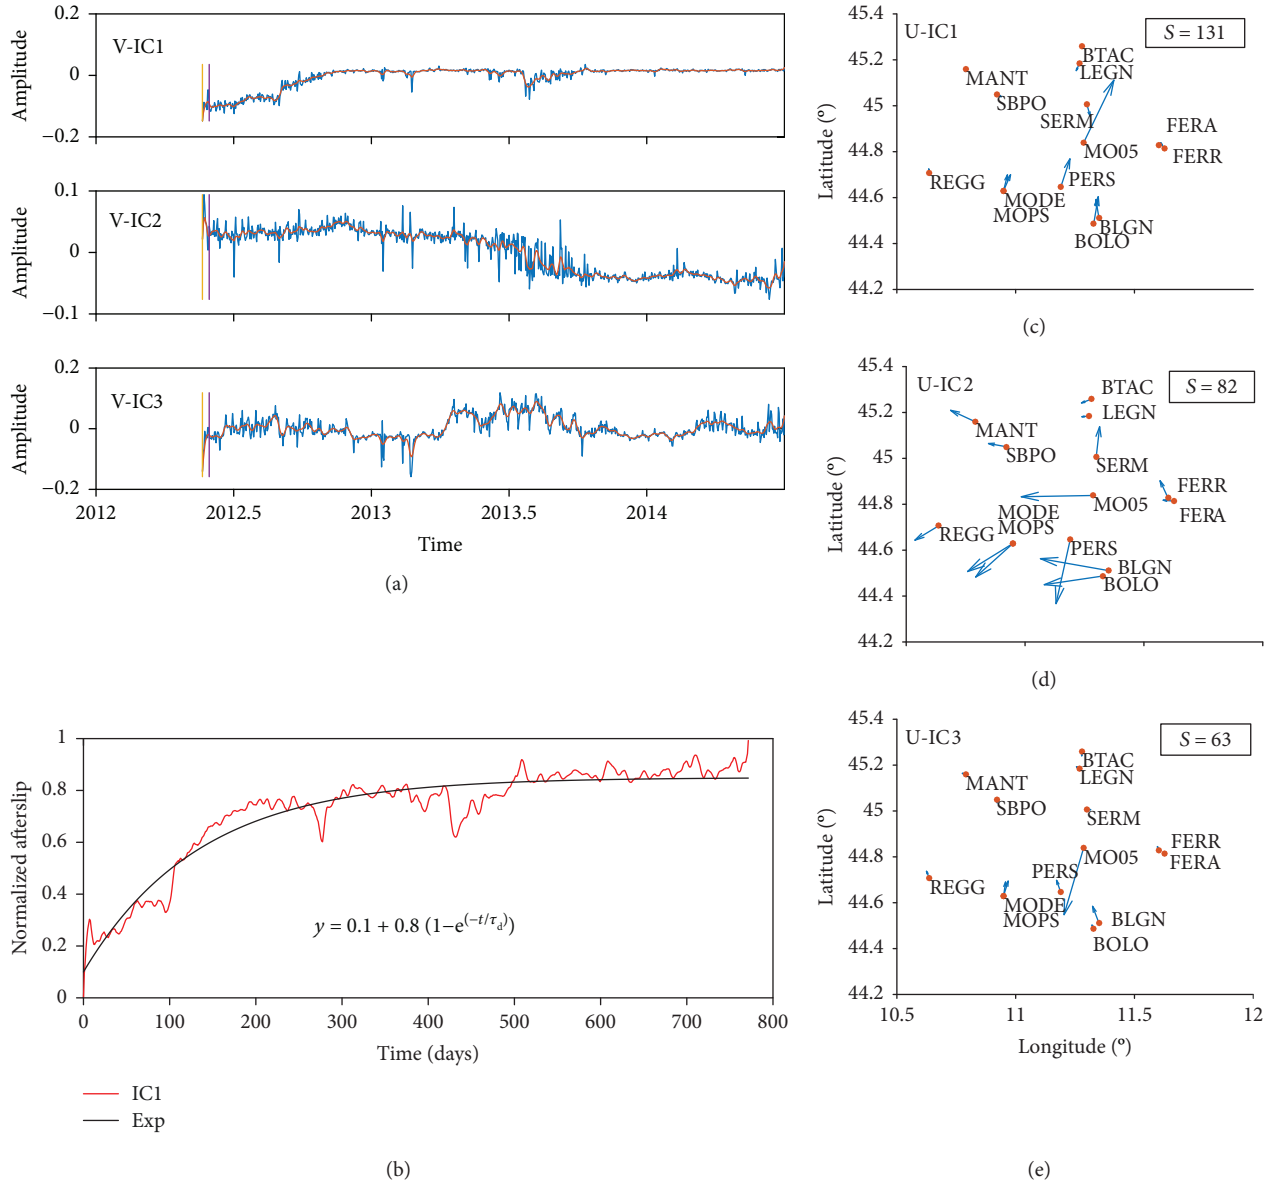 0.2
V-IC1
0
−0.2
Amplitude
0.1
V-IC2
0
−0.1
Amplitude
0.2
V-IC3
0
−0.2
Amplitude
2012
2012.5
2013
2013.5
2014
Time
(a)
1
0.8
0.6
0.4
0.2
0
Normalized afterslip
y = 0.1 + 0.8 (1−e(−t/τd))
0
100
200
300
400
500
600
700
800
Time (days)
IC1
Exp
(b)
45.4
45.2
45
44.8
44.6
44.4
44.2
Latitude (°)
U-IC1
S = 131
BTAC
LEGN
MANT
SBPO
SERM
FERA
MO05
FERR
REGG
PERS
MODE
MOPS
BLGN
BOLO
(c)
45.4
45.2
45
44.8
44.6
44.4
44.2
Latitude (°)
U-IC2
S = 82
BTAC
LEGN
MANT
SBPO
SERM
FERR
MO05
FERA
MODE
MOPS
REGG
PERS
BLGN
BOLO
(d)
45.4
45.2
45
44.8
44.6
44.4
44.2
Latitude (°)
U-IC3
S = 63
BTAC
LEGN
MANT
SBPO
SERM
FERR
MO05
FERA
PERS
REGG
MODE
MOPS
BLGN
BOLO
10.5
11
11.5
12
Longitude (°)
(e)